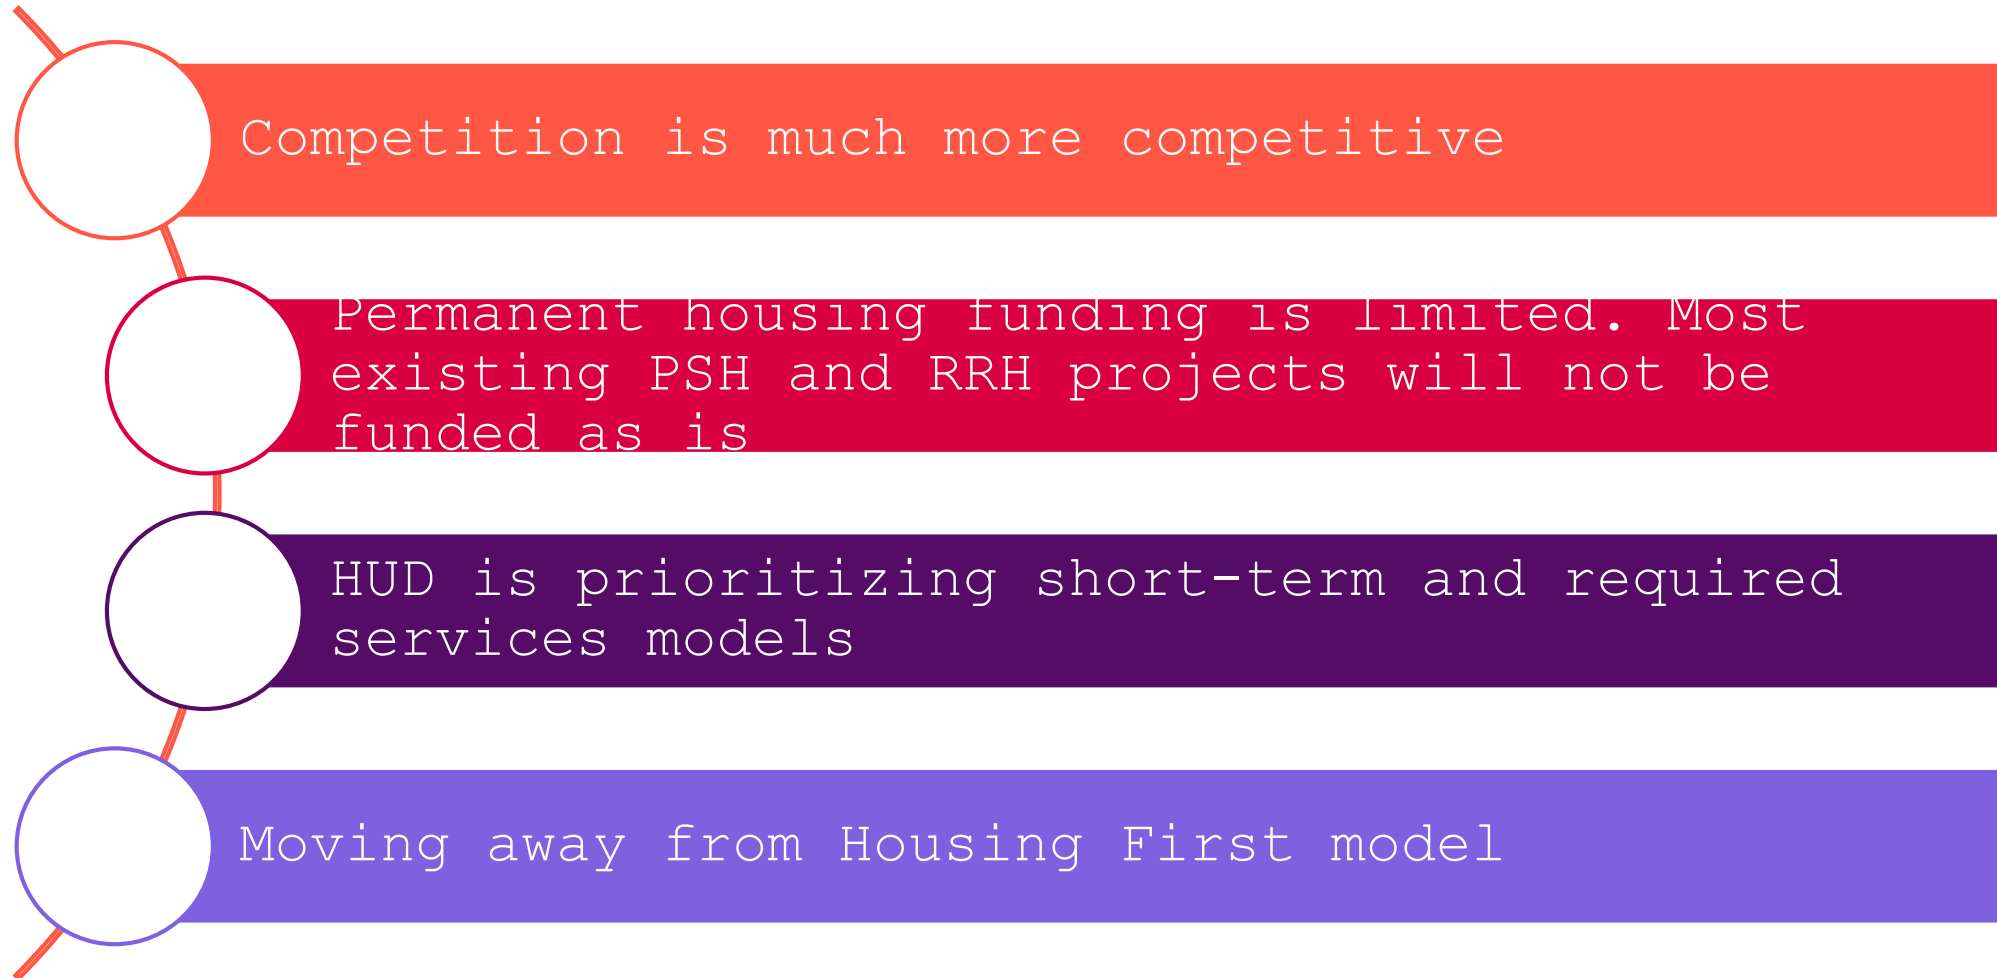 Competition is much more competitive
Permanent housing funding is limited. Most
existing PSH and RRH projects will not be
funded as is
HUD is prioritizing short-term and required
services models
Moving away from Housing First model